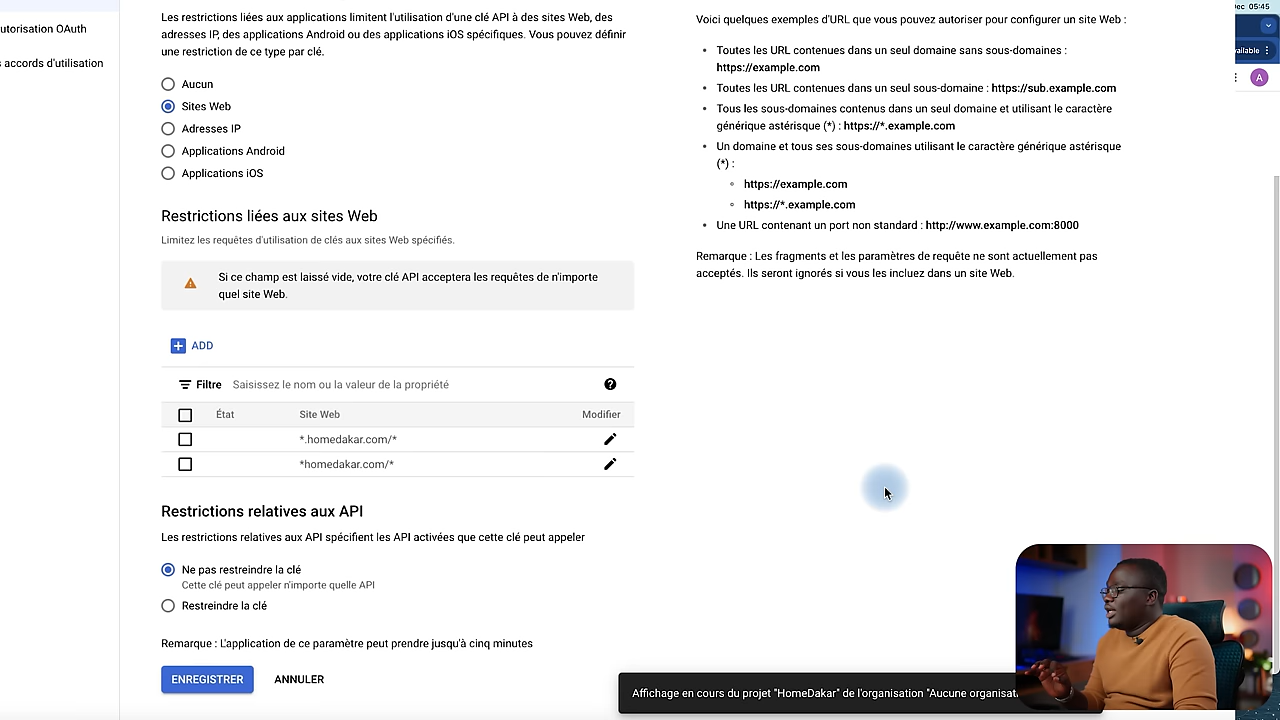 utorisation OAuth
accords d'utilisation
Les restrictions liées aux applications limitent l'utilisation d'une clé API à des sites Web, des
adresses IP, des applications Android ou des applications iOS spécifiques. Vous pouvez définir
une restriction de ce type par clé.
Aucun
Sites Web
Adresses IP
Applications Android
Applications iOS
Restrictions liées aux sites Web
Limitez les requêtes d'utilisation de clés aux sites Web spécifiés.
Si ce champ est laissé vide, votre clé API acceptera les requêtes de n'importe
quel site Web.
ADD
Filtre Saisissez le nom ou la valeur de la propriété
État Site Web Modifier
*.homedakar.com/*
*homedakar.com/*
Restrictions relatives aux API
Les restrictions relatives aux API spécifient les API activées que cette clé peut appeler
Ne pas restreindre la clé
Cette clé peut appeler n'importe quelle API
Restreindre la clé
Remarque : L'application de ce paramètre peut prendre jusqu'à cinq minutes
ENREGISTRER ANNULER
Voici quelques exemples d'URL que vous pouvez autoriser pour configurer un site Web :
• Toutes les URL contenues dans un seul domaine sans sous-domaines :
https://example.com
• Toutes les URL contenues dans un seul sous-domaine : https://sub.example.com
• Tous les sous-domaines contenus dans un seul domaine et utilisant le caractère
générique astérisque (*) : https://*.example.com
• Un domaine et tous ses sous-domaines utilisant le caractère générique astérisque
(*) :
◦ https://example.com
◦ https://*.example.com
• Une URL contenant un port non standard : http://www.example.com:8000
Remarque : Les fragments et les paramètres de requête ne sont actuellement pas
acceptés. Ils seront ignorés si vous les incluez dans un site Web.
Affichage en cours du projet "HomeDakar" de l'organisation "Aucune organisati
Dec 05:45
vailable
A